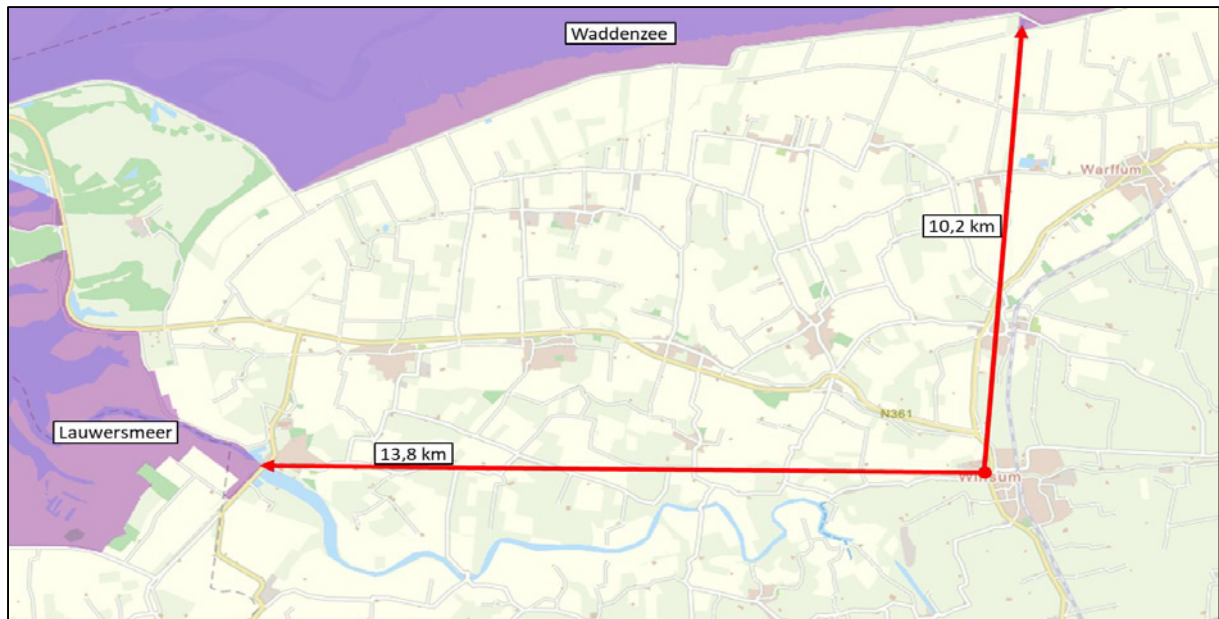 Waddenzee
Warffum
10,2 km
N361
Lauwersmeer
13,8 km
Winsum